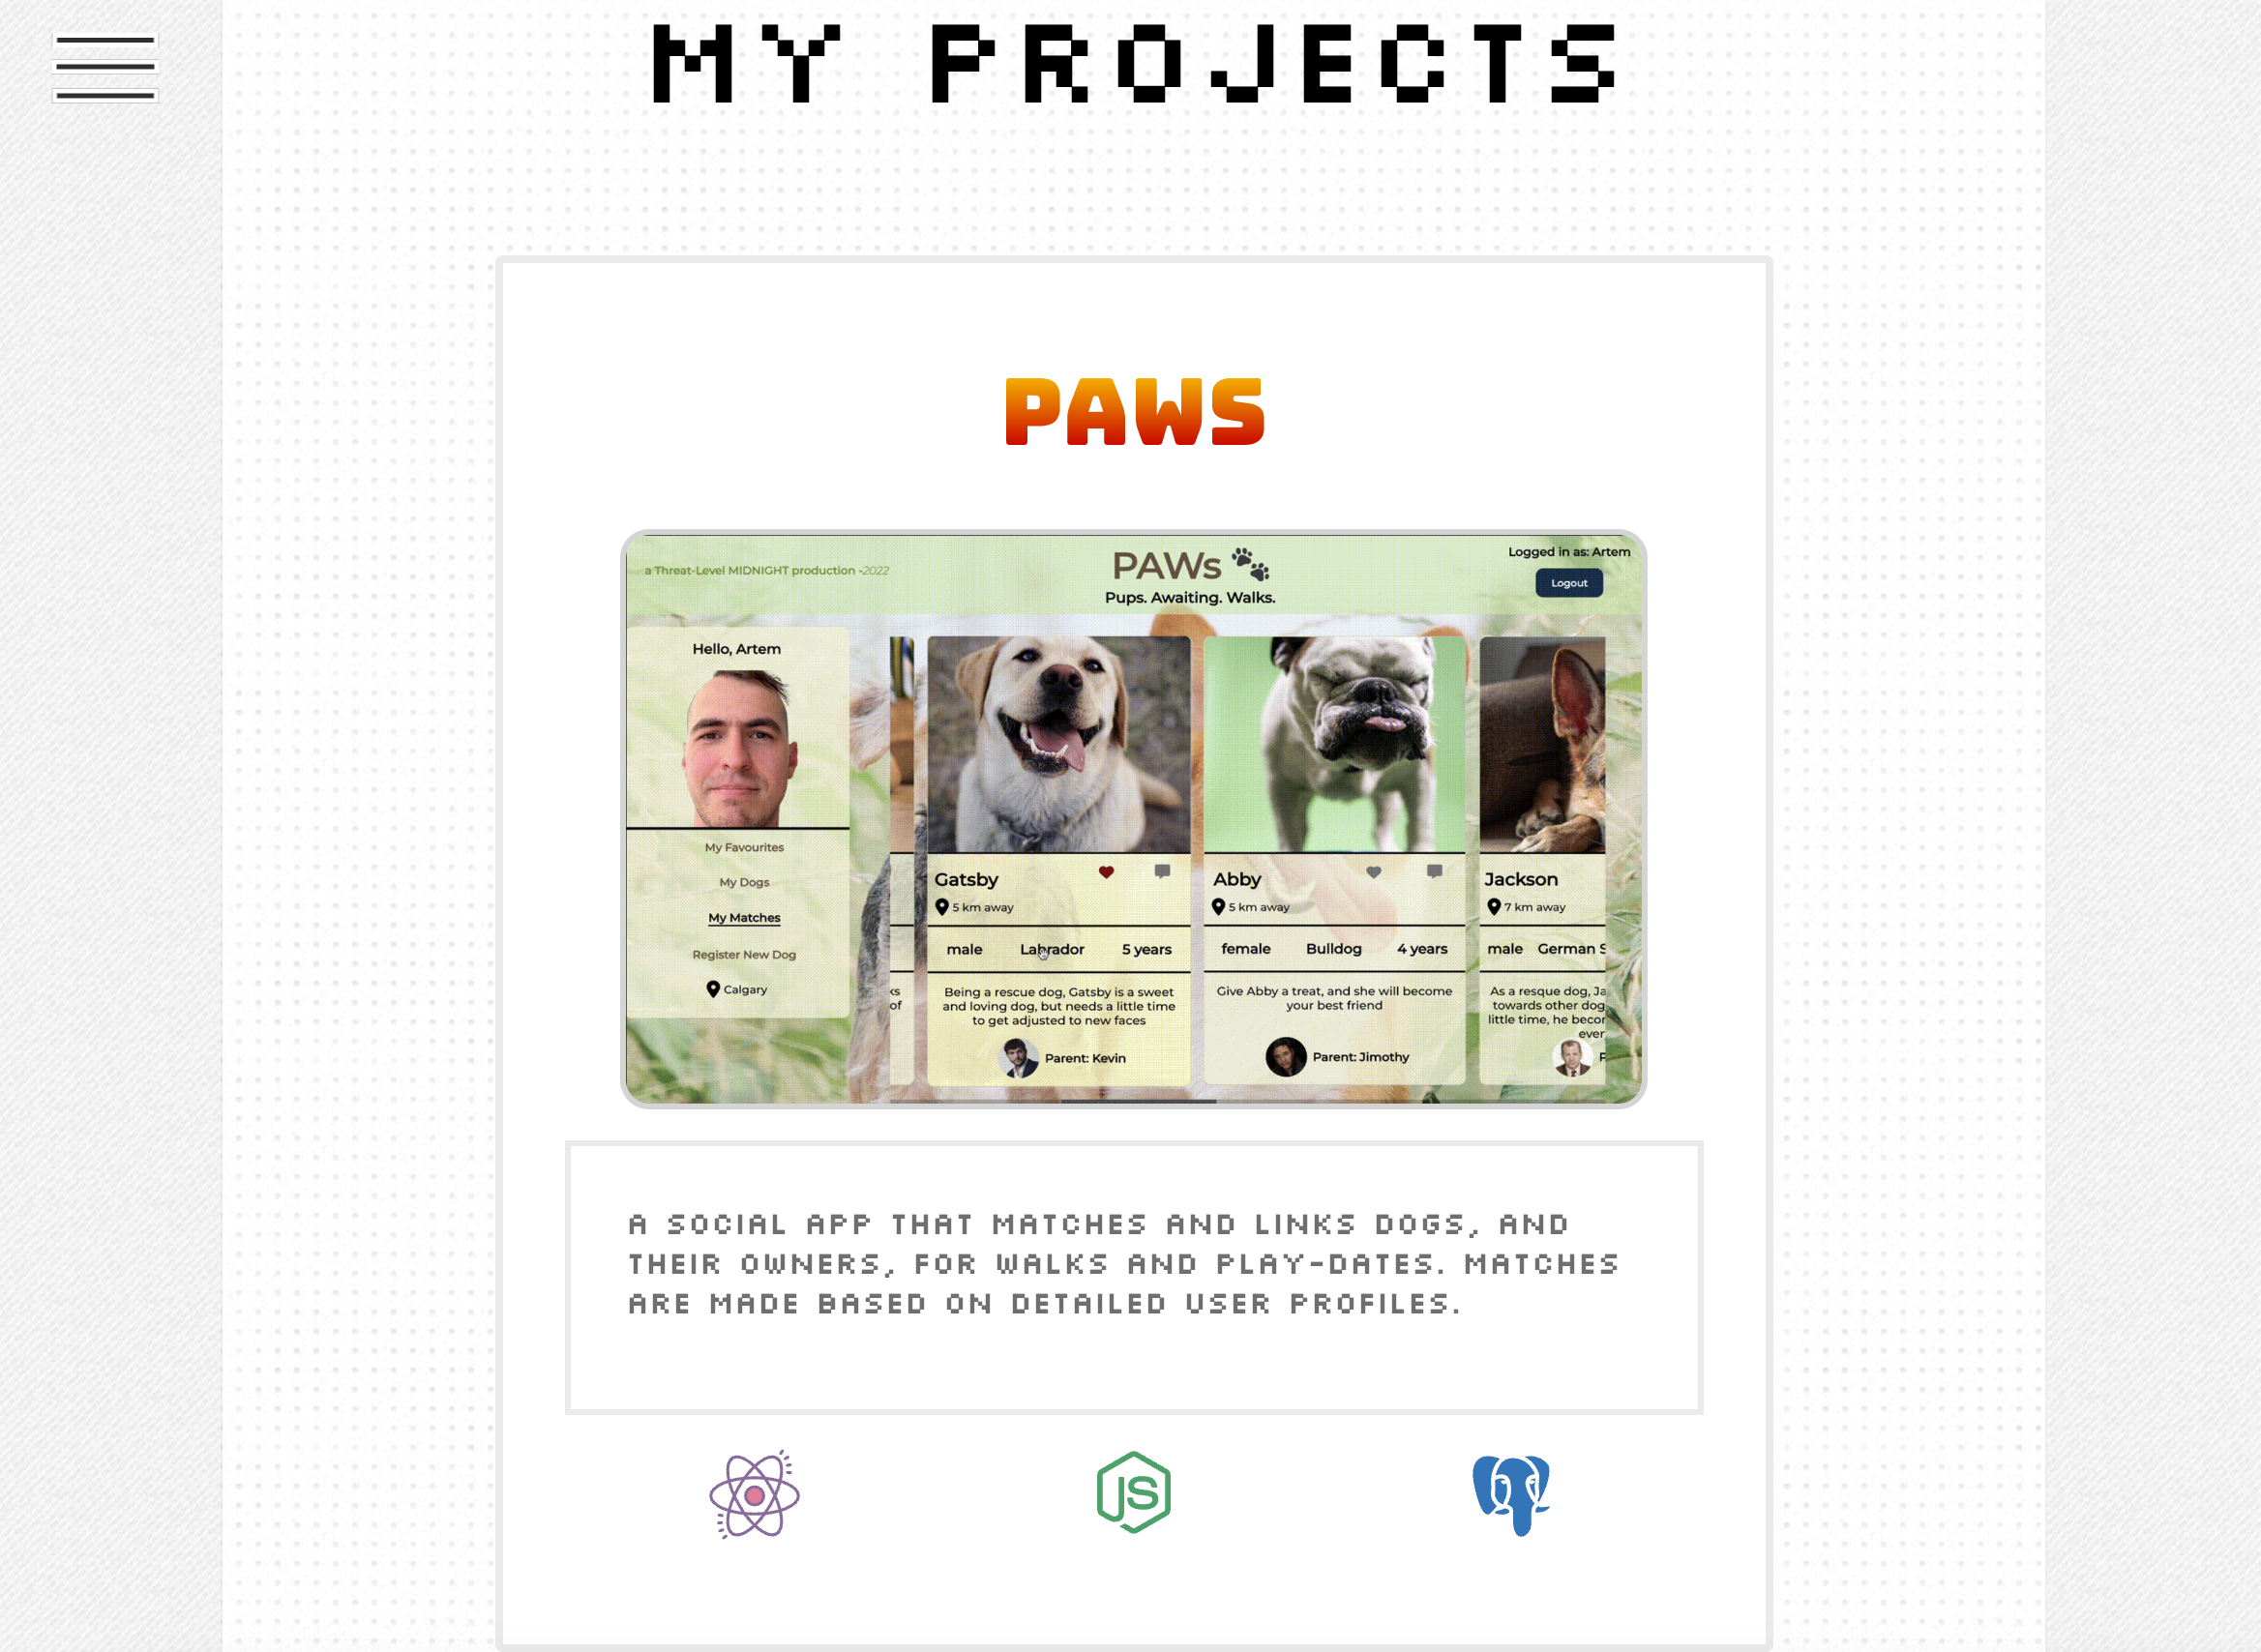 MY PROJECTS
PAWS
a Threat-Level MIDNIGHT production -2022
PAWs
Pups. Awaiting. Walks.
Logged in as: Artem
Logout
Hello, Artem
My Favourites
My Dogs
My Matches
Register New Dog
Calgary
ks
of
Gatsby
5 km away
male Labrador 5 years
Being a rescue dog, Gatsby is a sweet
and loving dog, but needs a little time
to get adjusted to new faces
Parent: Kevin
Abby
5 km away
female Bulldog 4 years
Give Abby a treat, and she will become
your best friend
Parent: Jimothy
Jackson
7 km away
male German S
As a resque dog, Ja
towards other dog
little time, he becor
ever
P
A SOCIAL APP THAT MATCHES AND LINKS DOGS, AND
THEIR OWNERS, FOR WALKS AND PLAY-DATES. MATCHES
ARE MADE BASED ON DETAILED USER PROFILES.
JS